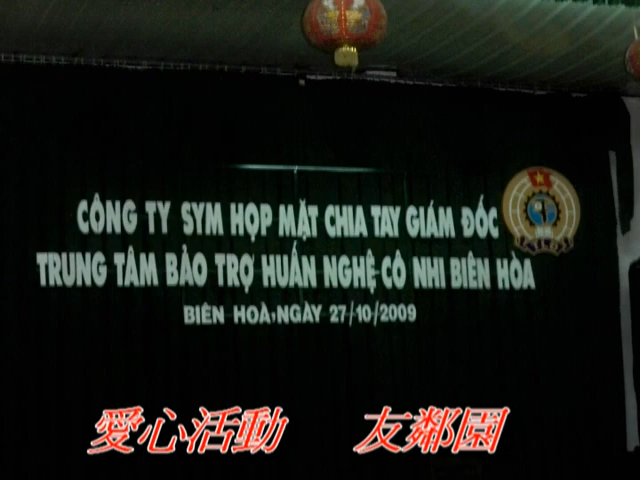 CÔNG TY SYM HỌP MẶT CHIA TAY GIÁM ĐỐC
TRUNG TÂM BẢO TRỢ HUẤN NGHỆ CÔ NHI BIÊN HÒA
BIÊN HOÀ, NGÀY 27/10/2009
愛心活動 友鄰園